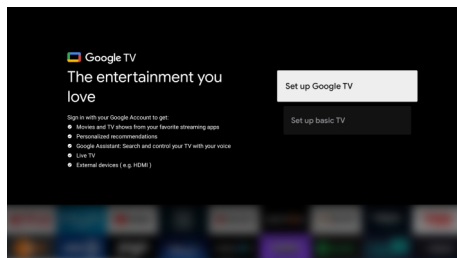 Google TV
The entertainment you
love
Sign in with your Google Account to get:
Movies and TV shows from your favorite streaming apps
Personalized recommendations
Google Assistant: Search and control your TV with your voice
Live TV
External devices ( e.g. HDMI )
Set up Google TV
Set up basic TV